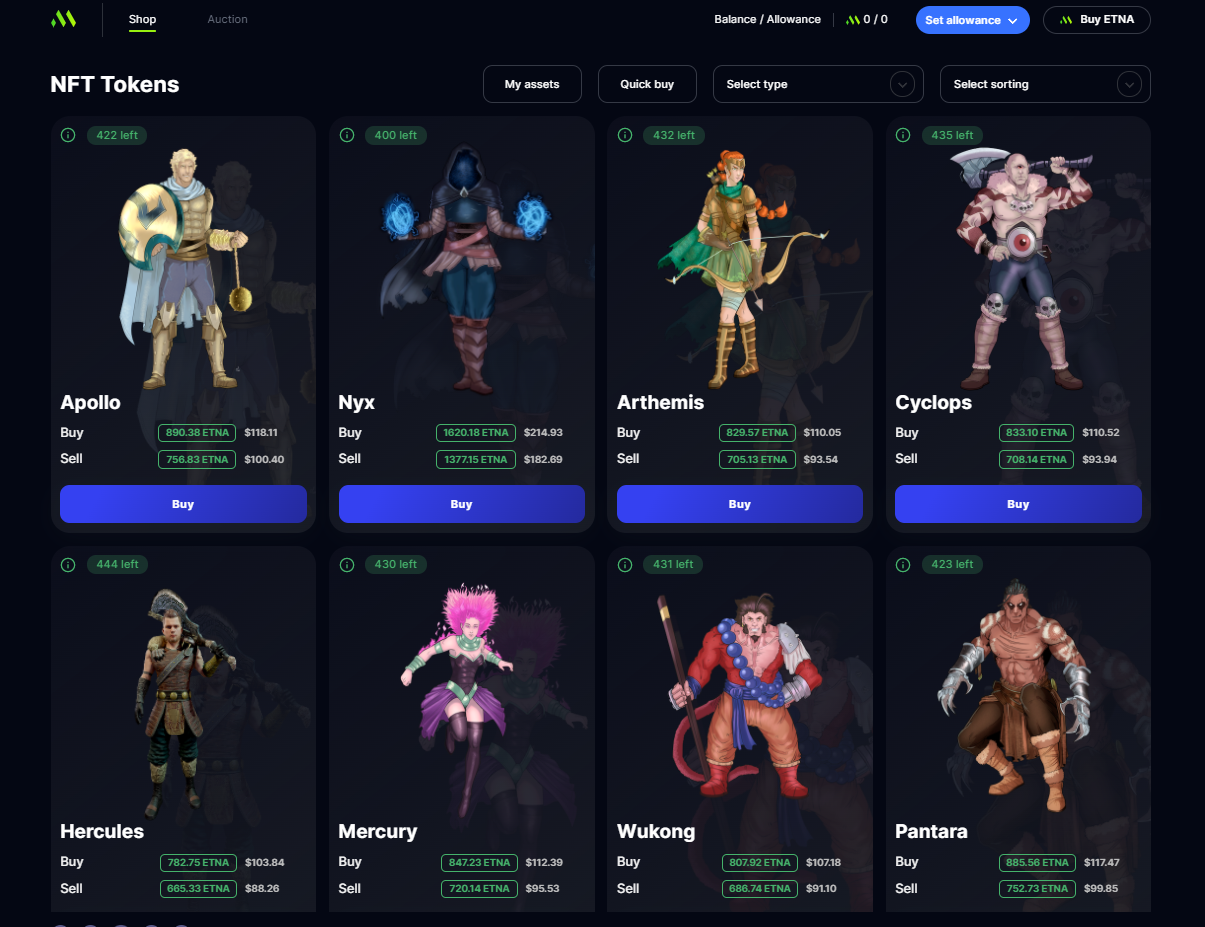 Shop
Auction
Balance / Allowance
0 / 0
Set allowance
Buy ETNA
NFT Tokens
My assets
Quick buy
Select type
Select sorting
422 left
400 left
432 left
435 left
Apollo
Nyx
Arthemis
Cyclops
Buy 890.38 ETNA $118.11
Buy 1620.18 ETNA $214.93
Buy 829.57 ETNA $110.05
Buy 833.10 ETNA $110.52
Sell 756.83 ETNA $100.40
Sell 1377.15 ETNA $182.69
Sell 705.13 ETNA $93.54
Sell 708.14 ETNA $93.94
Buy
Buy
Buy
Buy
444 left
430 left
431 left
423 left
Hercules
Mercury
Wukong
Pantara
Buy 782.75 ETNA $103.84
Buy 847.23 ETNA $112.39
Buy 807.92 ETNA $107.18
Buy 885.56 ETNA $117.47
Sell 665.33 ETNA $88.26
Sell 720.14 ETNA $95.53
Sell 686.74 ETNA $91.10
Sell 752.73 ETNA $99.85